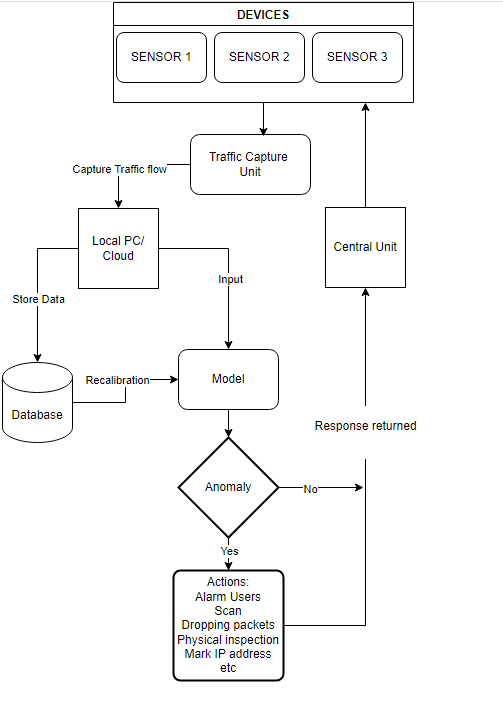 DEVICES
SENSOR 1
SENSOR 2
SENSOR 3
Traffic Capture
Unit
Capture Traffic flow
Local PC/
Cloud
Central Unit
Input
Store Data
Model
Recalibration
Database
Response returned
Anomaly
No
Yes
Actions:
Alarm Users
Scan
Dropping packets
Physical inspection
Mark IP address
etc